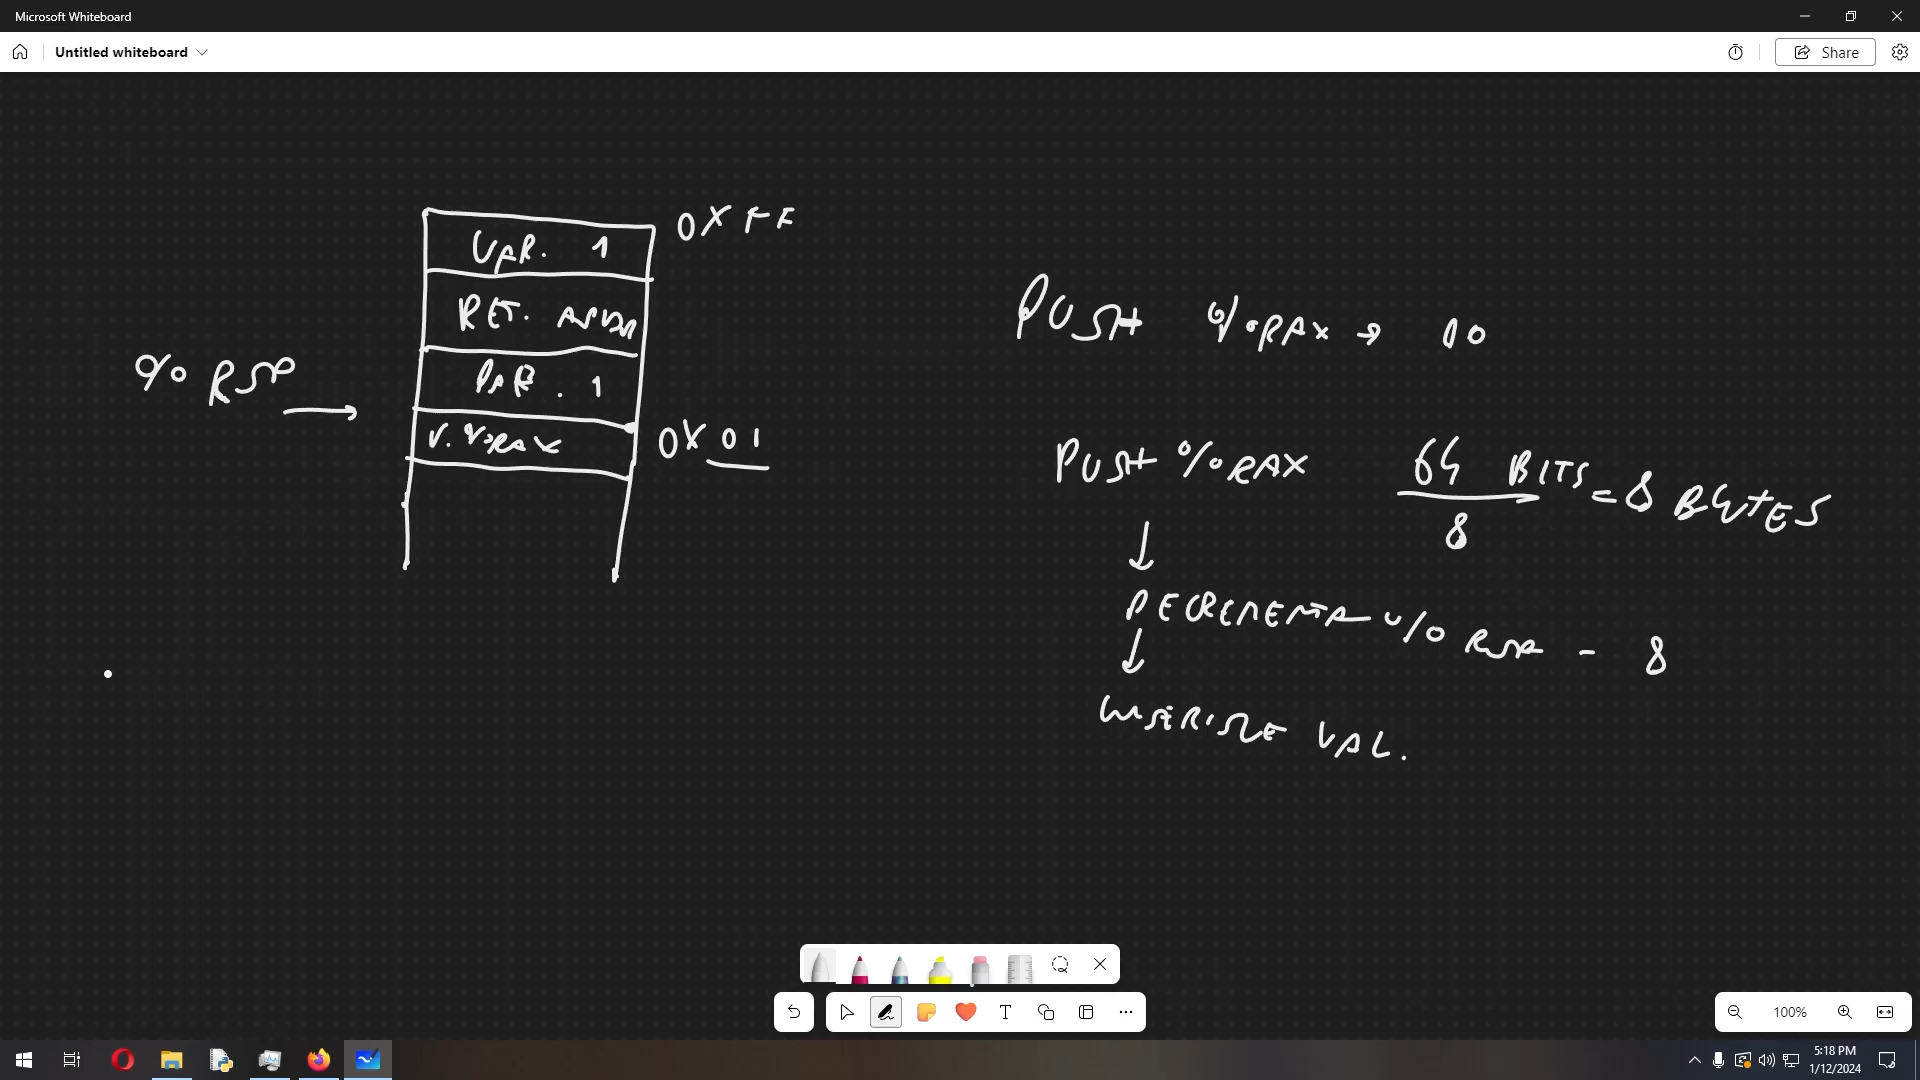 Microsoft Whiteboard
Untitled whiteboard
Share
VAR. 1
0XFF
RET. ADDR
PAR. 1
% RSP
V. %RAX
0X01
PUSH %RAX → 10
PUSH %RAX
64 BITS = 8 BYTES
8
DECREMENTA % RSP - 8
INSERISCE VAL.
T
100%
5:18 PM
1/12/2024